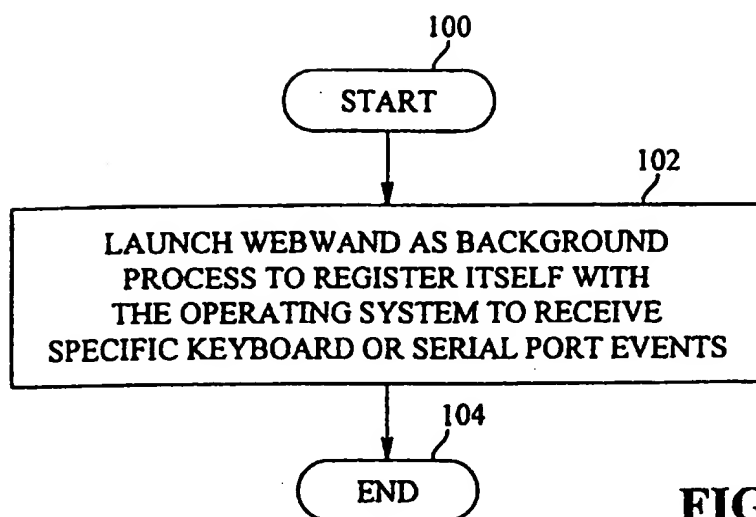 100
START
102
LAUNCH WEBWAND AS BACKGROUND
PROCESS TO REGISTER ITSELF WITH
THE OPERATING SYSTEM TO RECEIVE
SPECIFIC KEYBOARD OR SERIAL PORT EVENTS
104
END
FIG